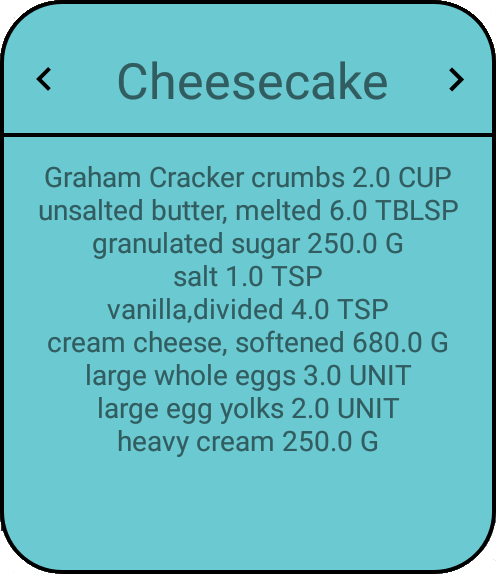 Cheesecake
Graham Cracker crumbs 2.0 CUP
unsalted butter, melted 6.0 TBLSP
granulated sugar 250.0 G
salt 1.0 TSP
vanilla,divided 4.0 TSP
cream cheese, softened 680.0 G
large whole eggs 3.0 UNIT
large egg yolks 2.0 UNIT
heavy cream 250.0 G